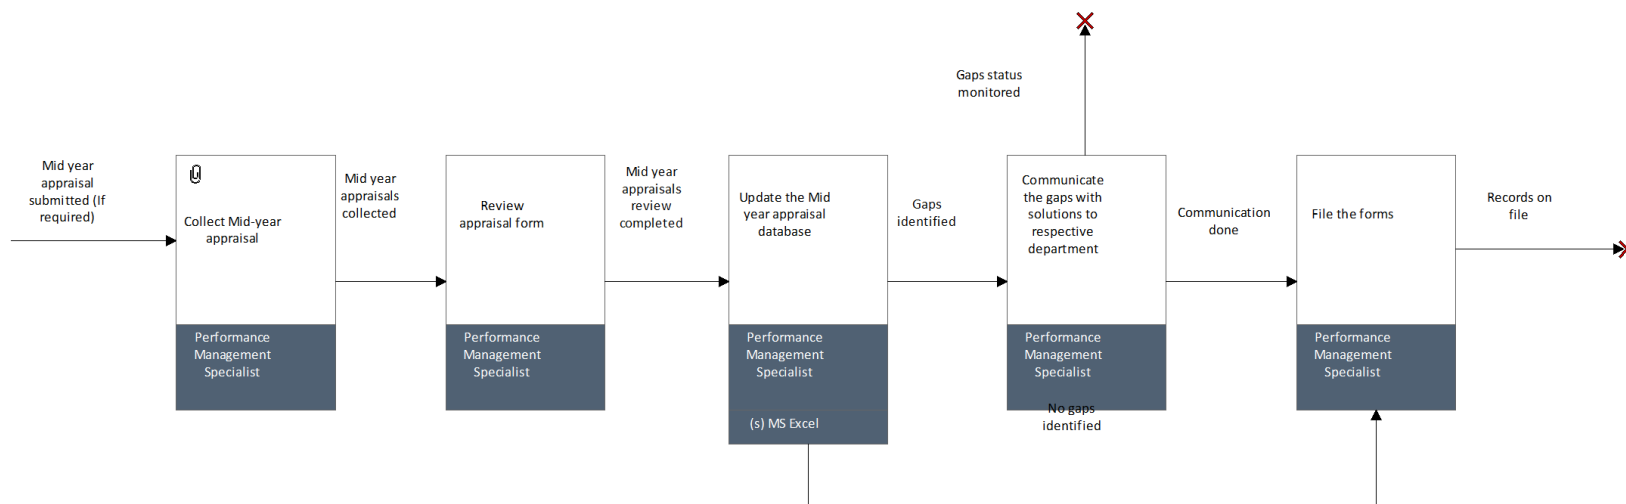 Gaps status
monitored
Mid year
appraisal
submitted (If
required)
Collect Mid-year
appraisal
Performance
Management
Specialist
Mid year
appraisals
collected
Review
appraisal form
Performance
Management
Specialist
Mid year
appraisals
review
completed
Update the Mid
year appraisal
database
Performance
Management
Specialist
(s) MS Excel
Gaps
identified
Communicate
the gaps with
solutions to
respective
department
Performance
Management
Specialist
No gaps
identified
Communication
done
File the forms
Performance
Management
Specialist
Records on
file